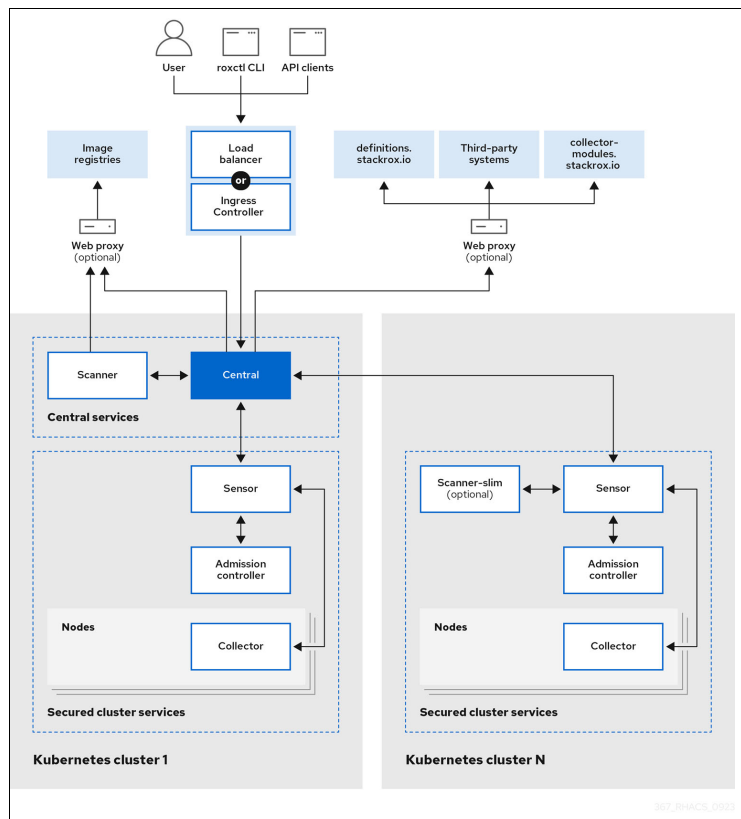 User
roxctl CLI
API clients
Image
registries
Load
balancer
or
Ingress
Controller
definitions.
stackrox.io
Third-party
systems
collector-
modules.
stackrox.io
Web proxy
(optional)
Web proxy
(optional)
Scanner
Central
Central services
Sensor
Admission
controller
Nodes
Collector
Secured cluster services
Kubernetes cluster 1
Scanner-slim
(optional)
Sensor
Admission
controller
Nodes
Collector
Secured cluster services
Kubernetes cluster N
367_RHACS_0923